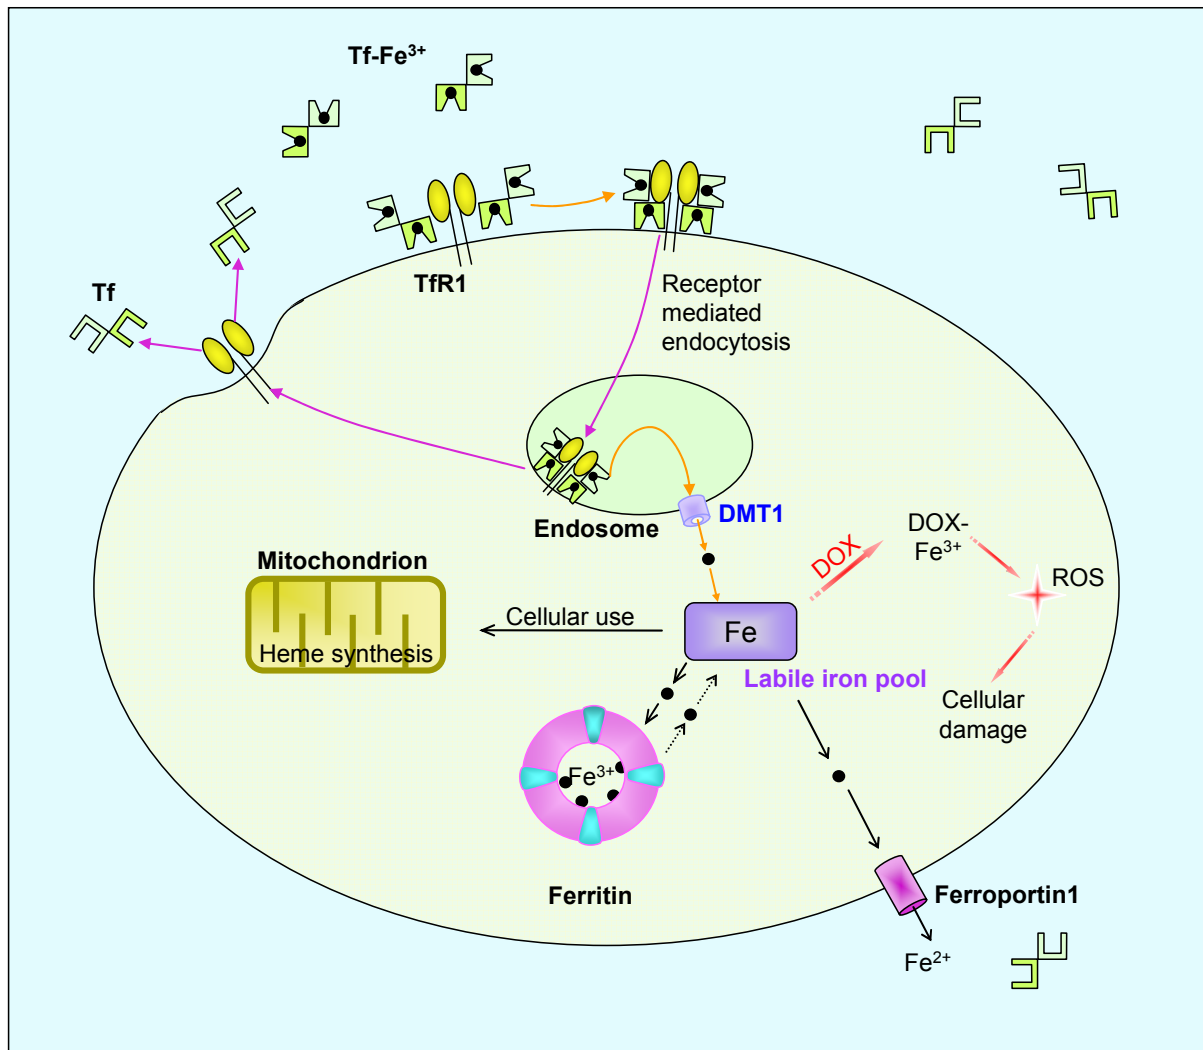 Tf-Fe³⁺
TfR1
Tf
Receptor
mediated
endocytosis
Endosome
DMT1
DOX
DOX-
Fe³⁺
ROS
Mitochondrion
Heme synthesis
Cellular use
Fe
Labile iron pool
Cellular
damage
Fe³⁺
Ferritin
Ferroportin1
Fe²⁺